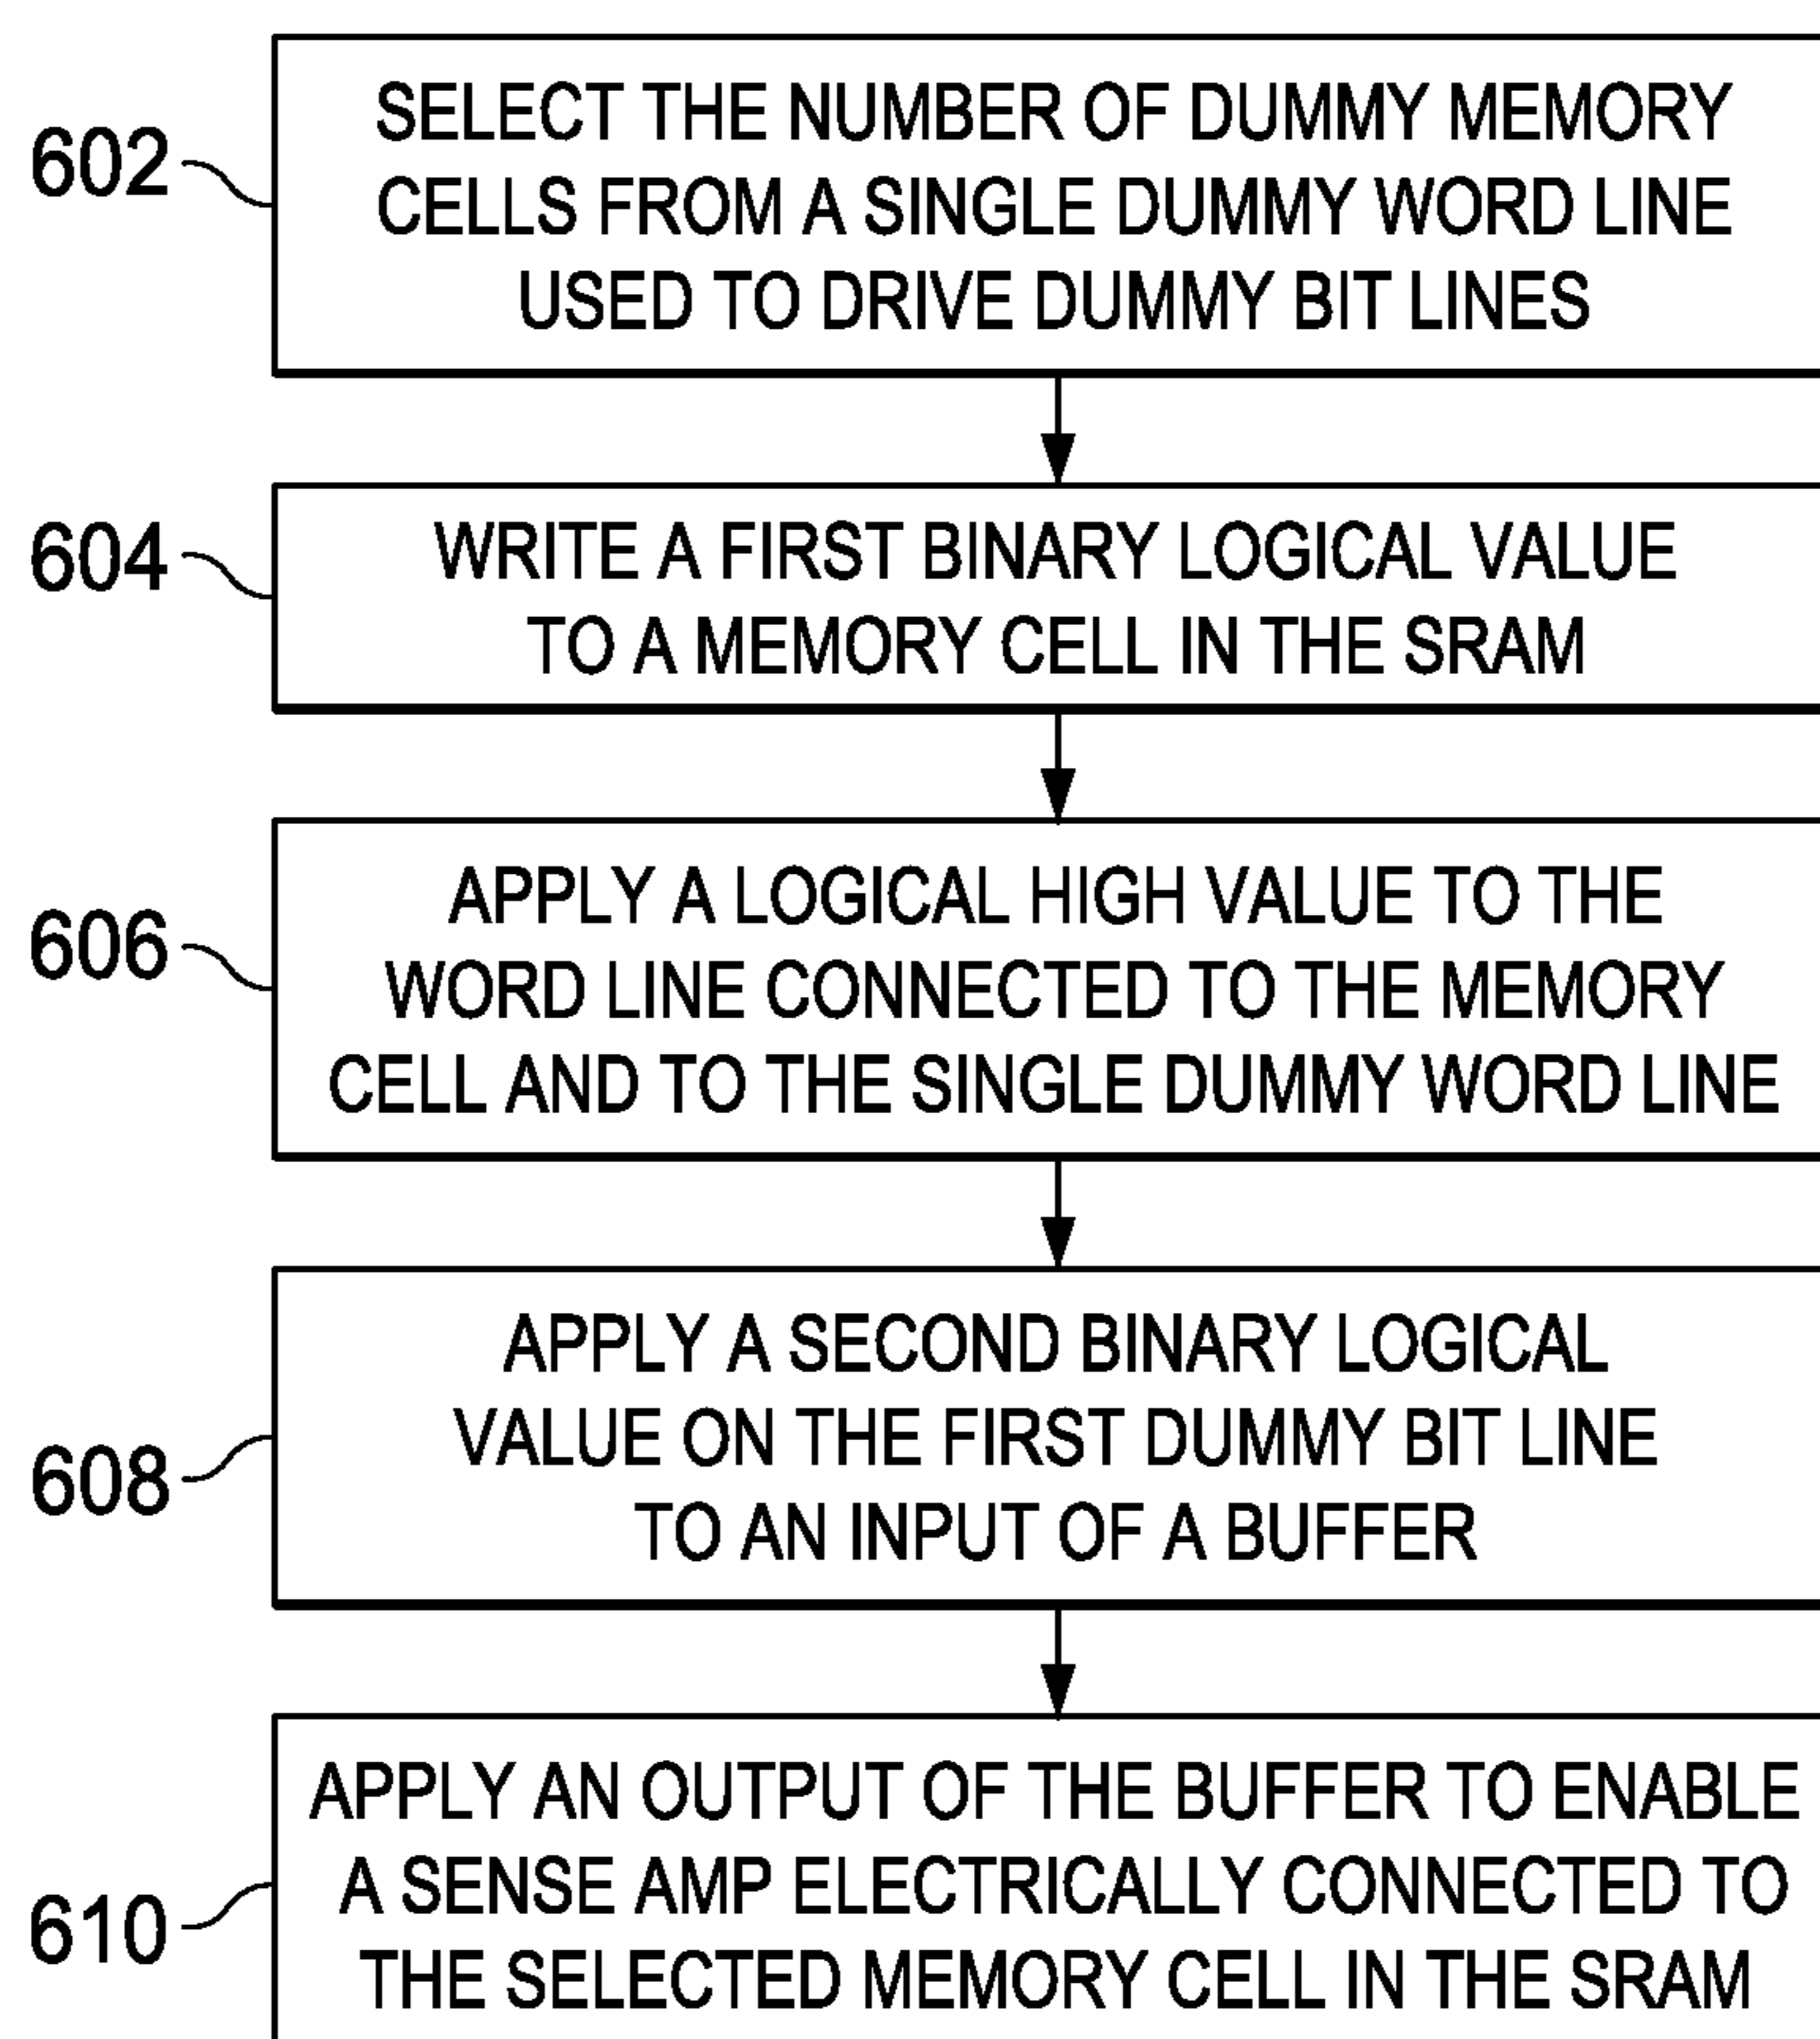 602
SELECT THE NUMBER OF DUMMY MEMORY
CELLS FROM A SINGLE DUMMY WORD LINE
USED TO DRIVE DUMMY BIT LINES
604
WRITE A FIRST BINARY LOGICAL VALUE
TO A MEMORY CELL IN THE SRAM
606
APPLY A LOGICAL HIGH VALUE TO THE
WORD LINE CONNECTED TO THE MEMORY
CELL AND TO THE SINGLE DUMMY WORD LINE
608
APPLY A SECOND BINARY LOGICAL
VALUE ON THE FIRST DUMMY BIT LINE
TO AN INPUT OF A BUFFER
610
APPLY AN OUTPUT OF THE BUFFER TO ENABLE
A SENSE AMP ELECTRICALLY CONNECTED TO
THE SELECTED MEMORY CELL IN THE SRAM